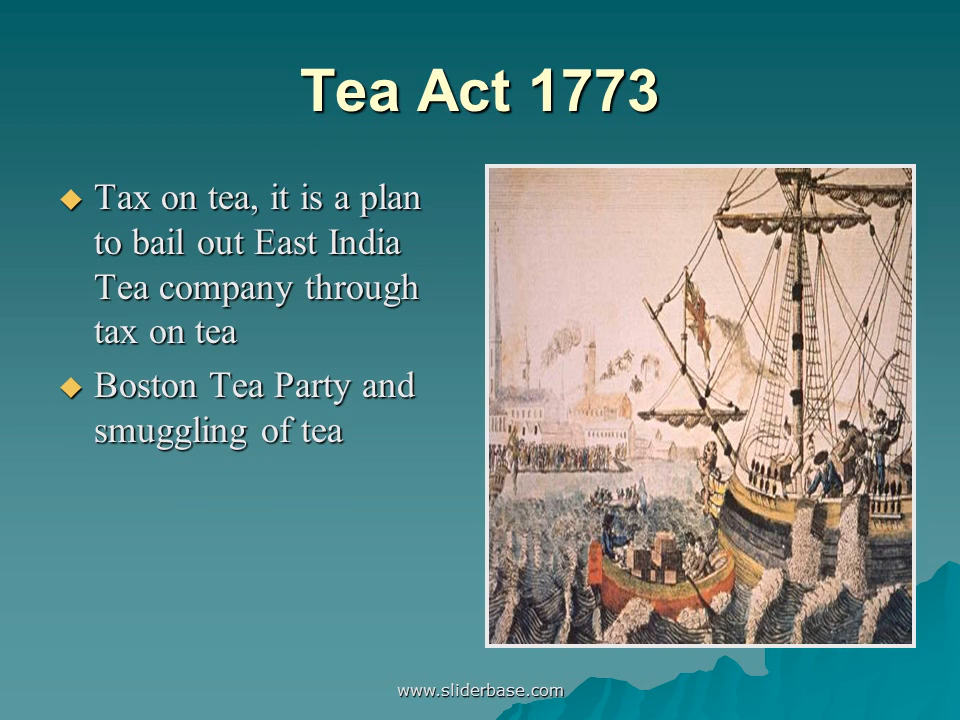 Tea Act 1773
Tax on tea, it is a plan
to bail out East India
Tea company through
tax on tea
Boston Tea Party and
smuggling of tea
www.sliderbase.com